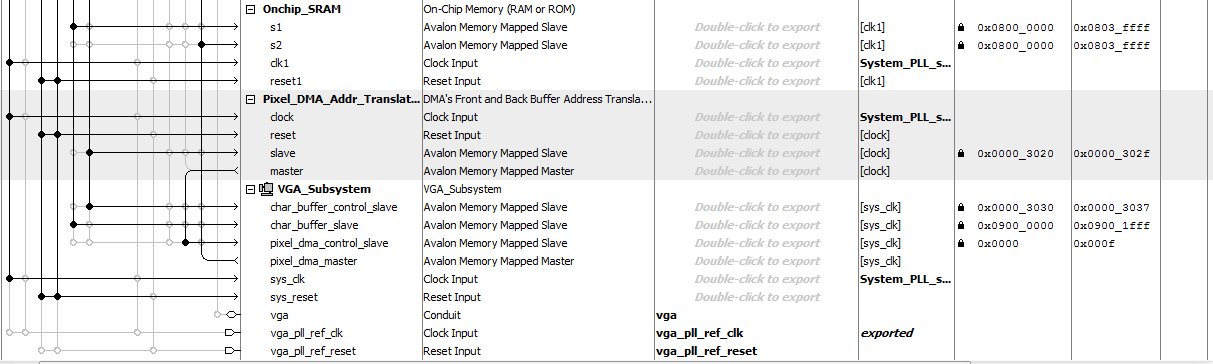 Onchip_SRAM On-Chip Memory (RAM or ROM)
s1 Avalon Memory Mapped Slave Double-click to export [clk1] 0x0800_0000 0x0803_ffff
s2 Avalon Memory Mapped Slave Double-click to export [clk1] 0x0800_0000 0x0803_ffff
clk1 Clock Input Double-click to export System_PLL_s...
reset1 Reset Input Double-click to export [clk1]
Pixel_DMA_Addr_Translat... DMA's Front and Back Buffer Address Transla...
clock Clock Input Double-click to export System_PLL_s...
reset Reset Input Double-click to export [clock]
slave Avalon Memory Mapped Slave Double-click to export [clock] 0x0000_3020 0x0000_302f
master Avalon Memory Mapped Master Double-click to export [clock]
VGA_Subsystem VGA_Subsystem
char_buffer_control_slave Avalon Memory Mapped Slave Double-click to export [sys_clk] 0x0000_3030 0x0000_3037
char_buffer_slave Avalon Memory Mapped Slave Double-click to export [sys_clk] 0x0900_0000 0x0900_1fff
pixel_dma_control_slave Avalon Memory Mapped Slave Double-click to export [sys_clk] 0x0000 0x000f
pixel_dma_master Avalon Memory Mapped Master Double-click to export [sys_clk]
sys_clk Clock Input Double-click to export System_PLL_s...
sys_reset Reset Input Double-click to export
vga Conduit vga
vga_pll_ref_clk Clock Input vga_pll_ref_clk exported
vga_pll_ref_reset Reset Input vga_pll_ref_reset